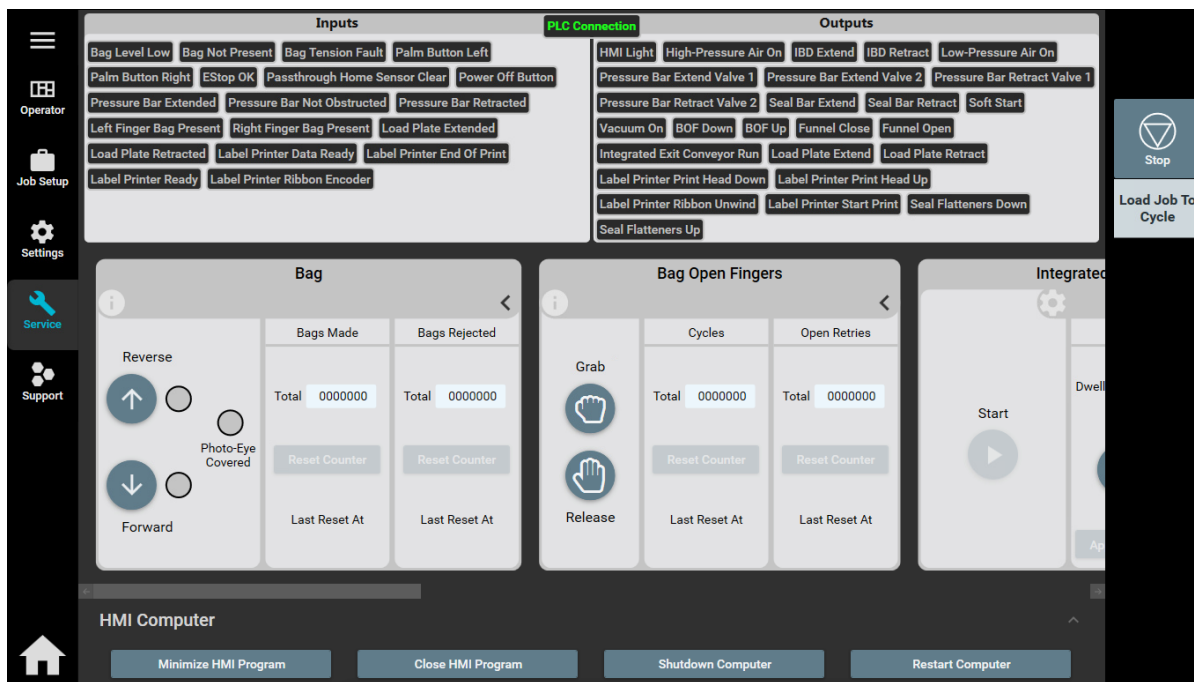 Operator
Job Setup
Settings
Service
Support
Inputs
PLC Connection
Outputs
Bag Level Low Bag Not Present Bag Tension Fault Palm Button Left
Palm Button Right EStop OK Passthrough Home Sensor Clear Power Off Button
Pressure Bar Extended Pressure Bar Not Obstructed Pressure Bar Retracted
Left Finger Bag Present Right Finger Bag Present Load Plate Extended
Load Plate Retracted Label Printer Data Ready Label Printer End Of Print
Label Printer Ready Label Printer Ribbon Encoder
HMI Light High-Pressure Air On IBD Extend IBD Retract Low-Pressure Air On
Pressure Bar Extend Valve 1 Pressure Bar Extend Valve 2 Pressure Bar Retract Valve 1
Pressure Bar Retract Valve 2 Seal Bar Extend Seal Bar Retract Soft Start
Vacuum On BOF Down BOF Up Funnel Close Funnel Open
Integrated Exit Conveyor Run Load Plate Extend Load Plate Retract
Label Printer Print Head Down Label Printer Print Head Up
Label Printer Ribbon Unwind Label Printer Start Print Seal Flatteners Down
Seal Flatteners Up
Stop
Load Job To
Cycle
Bag
Reverse
Photo-Eye
Covered
Forward
Bags Made
Total 0000000
Reset Counter
Last Reset At
Bags Rejected
Total 0000000
Reset Counter
Last Reset At
Bag Open Fingers
Grab
Release
Cycles
Total 0000000
Reset Counter
Last Reset At
Open Retries
Total 0000000
Reset Counter
Last Reset At
Integrated
Start
Dwell
Ap
HMI Computer
Minimize HMI Program Close HMI Program Shutdown Computer Restart Computer